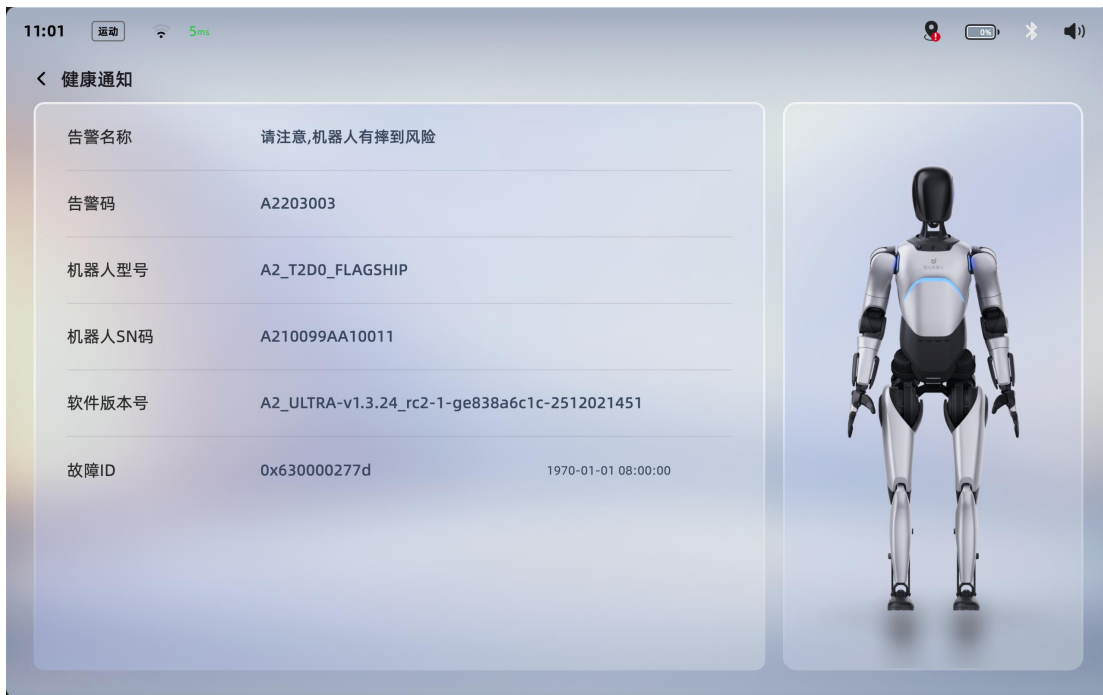 11:01 运动 5ms 0%
健康通知
告警名称 请注意,机器人有摔到风险
告警码 A2203003
机器人型号 A2_T2D0_FLAGSHIP
机器人SN码 A210099AA10011
软件版本号 A2_ULTRA-v1.3.24_rc2-1-ge838a6c1c-2512021451
故障ID 0x630000277d 1970-01-01 08:00:00